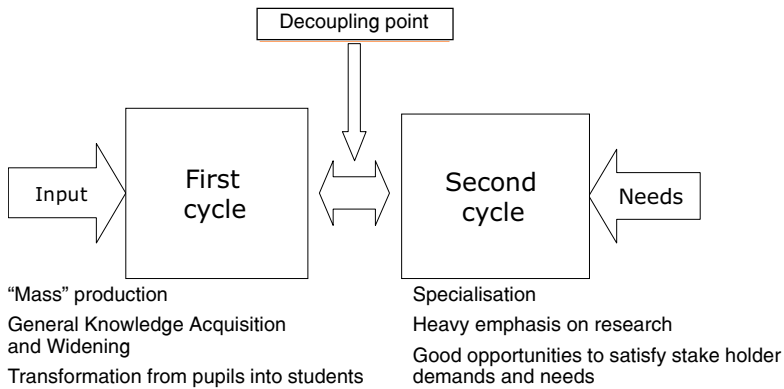 Decoupling point
Input
First
cycle
Second
cycle
Needs
“Mass” production
General Knowledge Acquisition
and Widening
Transformation from pupils into students
Specialisation
Heavy emphasis on research
Good opportunities to satisfy stake holder
demands and needs